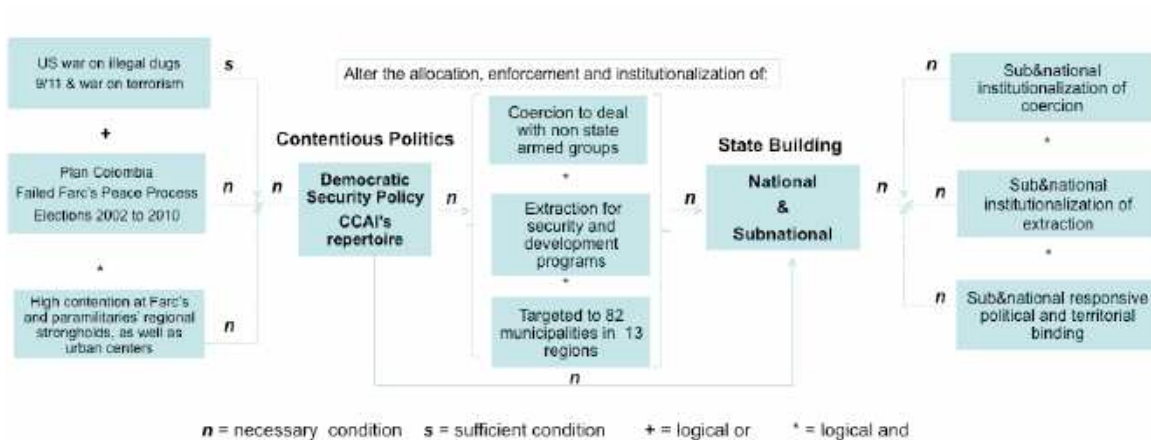 US war on illegal dugs
9/11 & war on terrorism
s
+
Plan Colombia
Failed Farc's Peace Process
Elections 2002 to 2010
n
*
High contention at Farc's
and paramilitaries' regional
strongholds, as well as
urban centers
n
n
Contentious Politics
Democratic
Security Policy
CCAI's
repertoire
n
Alter the allocation, enforcement and institutionalization of:
Coercion to deal
with non state
armed groups
*
Extraction for
security and
development
programs
*
Targeted to 82
municipalities in 13
regions
n
n
State Building
National
&
Subnational
n
n
Sub&national
institutionalization of
coercion
*
n
Sub&national
institutionalization of
extraction
*
n
Sub&national responsive
political and territorial
binding
n = necessary condition s = sufficient condition + = logical or * = logical and